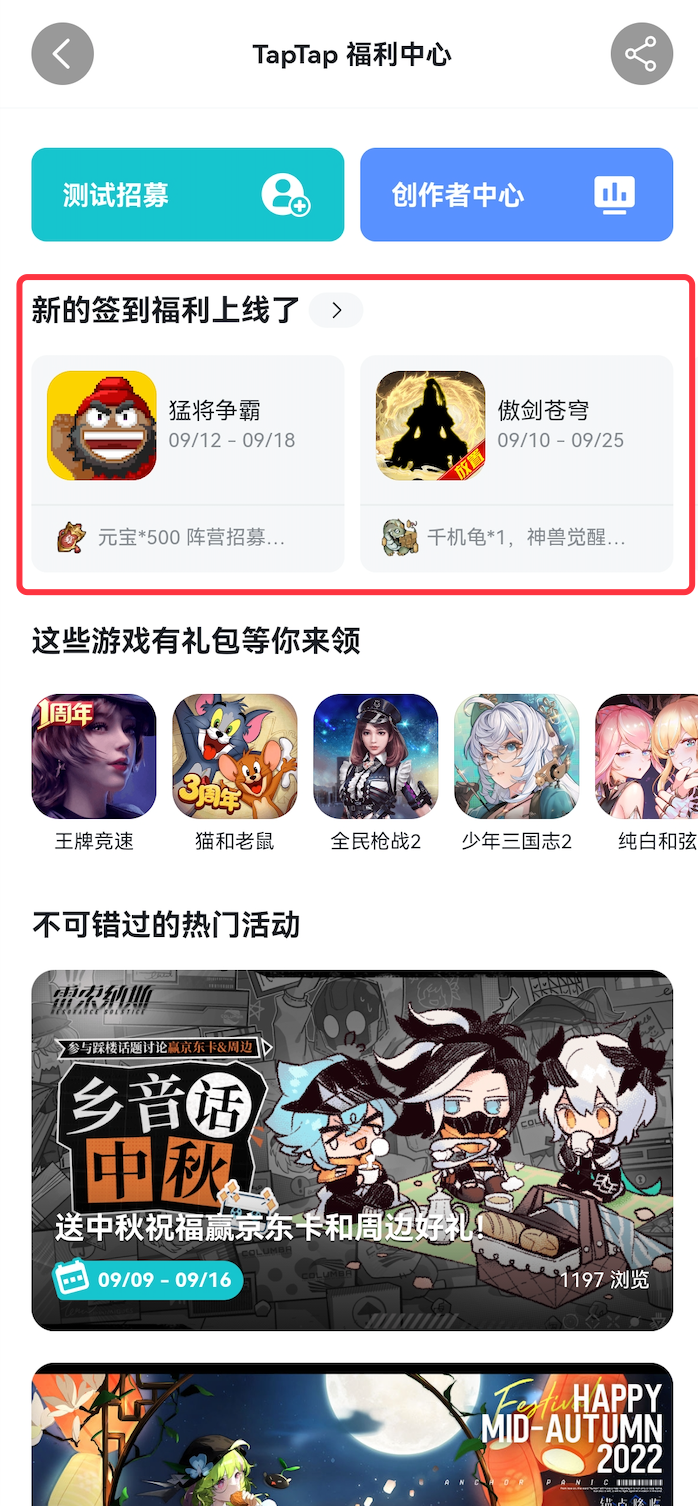 TapTap 福利中心
测试招募
创作者中心
新的签到福利上线了
猛将争霸
09/12 – 09/18
元宝*500 阵营招募...
傲剑苍穹
09/10 – 09/25
放置
千机龟*1，神兽觉醒...
这些游戏有礼包等你来领
1周年
3周年
王牌竞速
猫和老鼠
全民枪战2
少年三国志2
纯白和弦
不可错过的热门活动
雷索纳斯
RESONANCE SOLSTICE
参与踩楼话题讨论赢京东卡&周边
乡音话
中秋
送中秋祝福赢京东卡和周边好礼！
09/09 – 09/16
1197 浏览
Festival
HAPPY
MID-AUTUMN
2022
ANCHOR PANIC